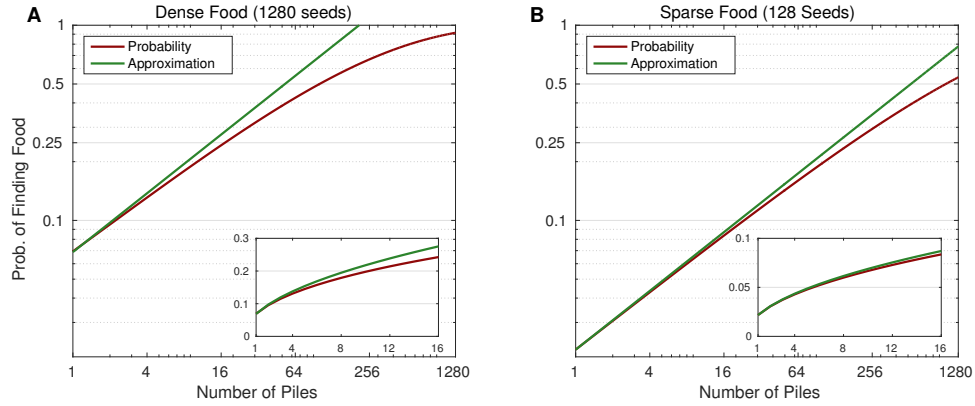 A
Dense Food (1280 seeds)
Prob. of Finding Food
1
0.5
0.25
0.1
Probability
Approximation
0.3
0.2
0.1
0
1 4 8 12 16
1 4 16 64 256 1280
Number of Piles
B
Sparse Food (128 Seeds)
1
0.5
0.25
0.1
Probability
Approximation
0.1
0.05
0
1 4 8 12 16
1 4 16 64 256 1280
Number of Piles